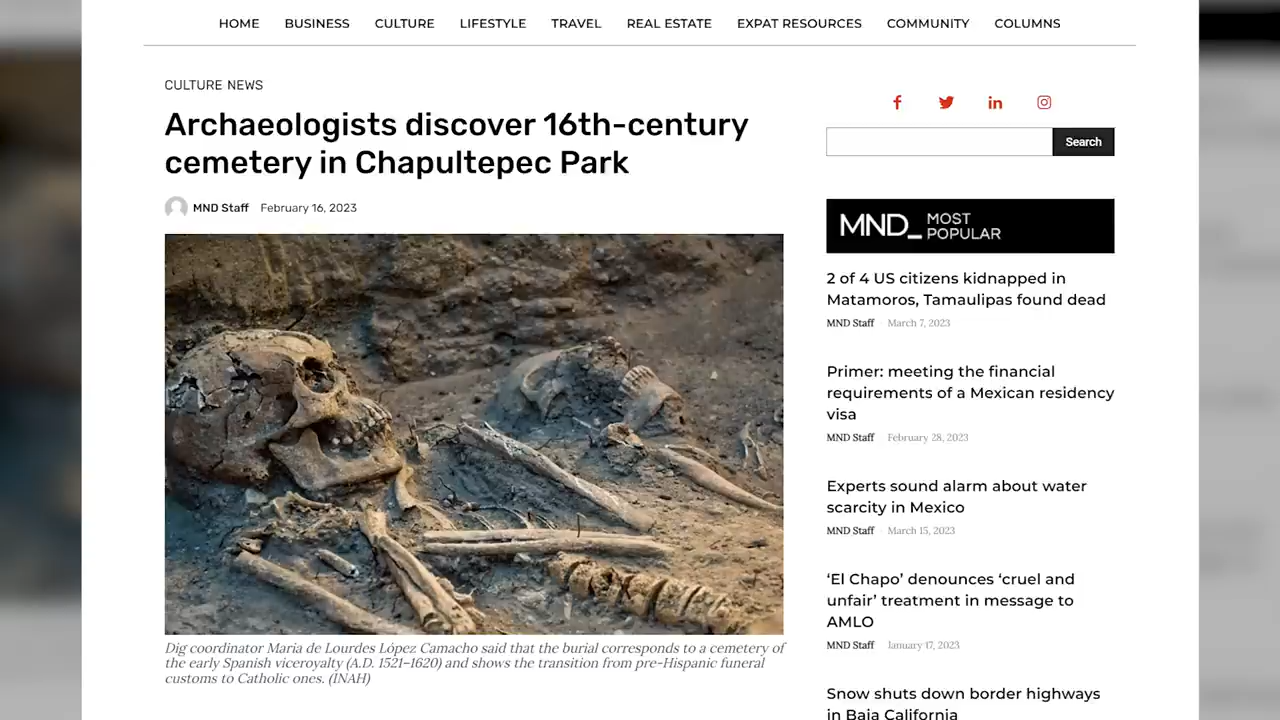 HOME BUSINESS CULTURE LIFESTYLE TRAVEL REAL ESTATE EXPAT RESOURCES COMMUNITY COLUMNS
CULTURE NEWS
Archaeologists discover 16th-century
cemetery in Chapultepec Park
MND Staff February 16, 2023
Dig coordinator Maria de Lourdes López Camacho said that the burial corresponds to a cemetery of
the early Spanish viceroyalty (A.D. 1521–1620) and shows the transition from pre-Hispanic funeral
customs to Catholic ones. (INAH)
Search
MND_ MOST
POPULAR
2 of 4 US citizens kidnapped in
Matamoros, Tamaulipas found dead
MND Staff March 7, 2023
Primer: meeting the financial
requirements of a Mexican residency
visa
MND Staff February 28, 2023
Experts sound alarm about water
scarcity in Mexico
MND Staff March 15, 2023
‘El Chapo’ denounces ‘cruel and
unfair’ treatment in message to
AMLO
MND Staff January 17, 2023
Snow shuts down border highways
in Baja California